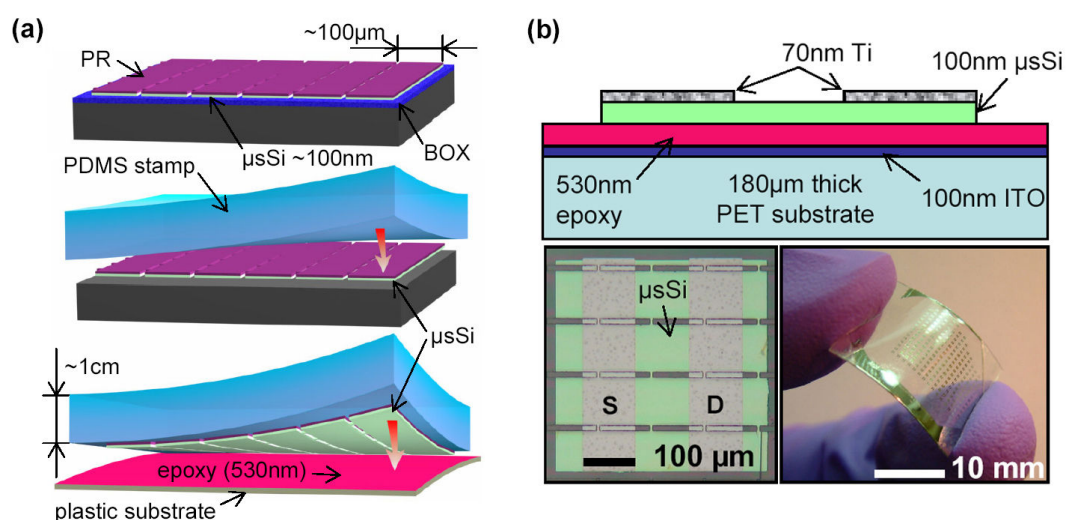 (a)
~100µm
PR
µsSi ~100nm
BOX
PDMS stamp
µsSi
~1cm
epoxy (530nm)
plastic substrate
(b)
70nm Ti
100nm µsSi
530nm
epoxy
180µm thick
PET substrate
100nm ITO
µsSi
S
D
100 µm
10 mm